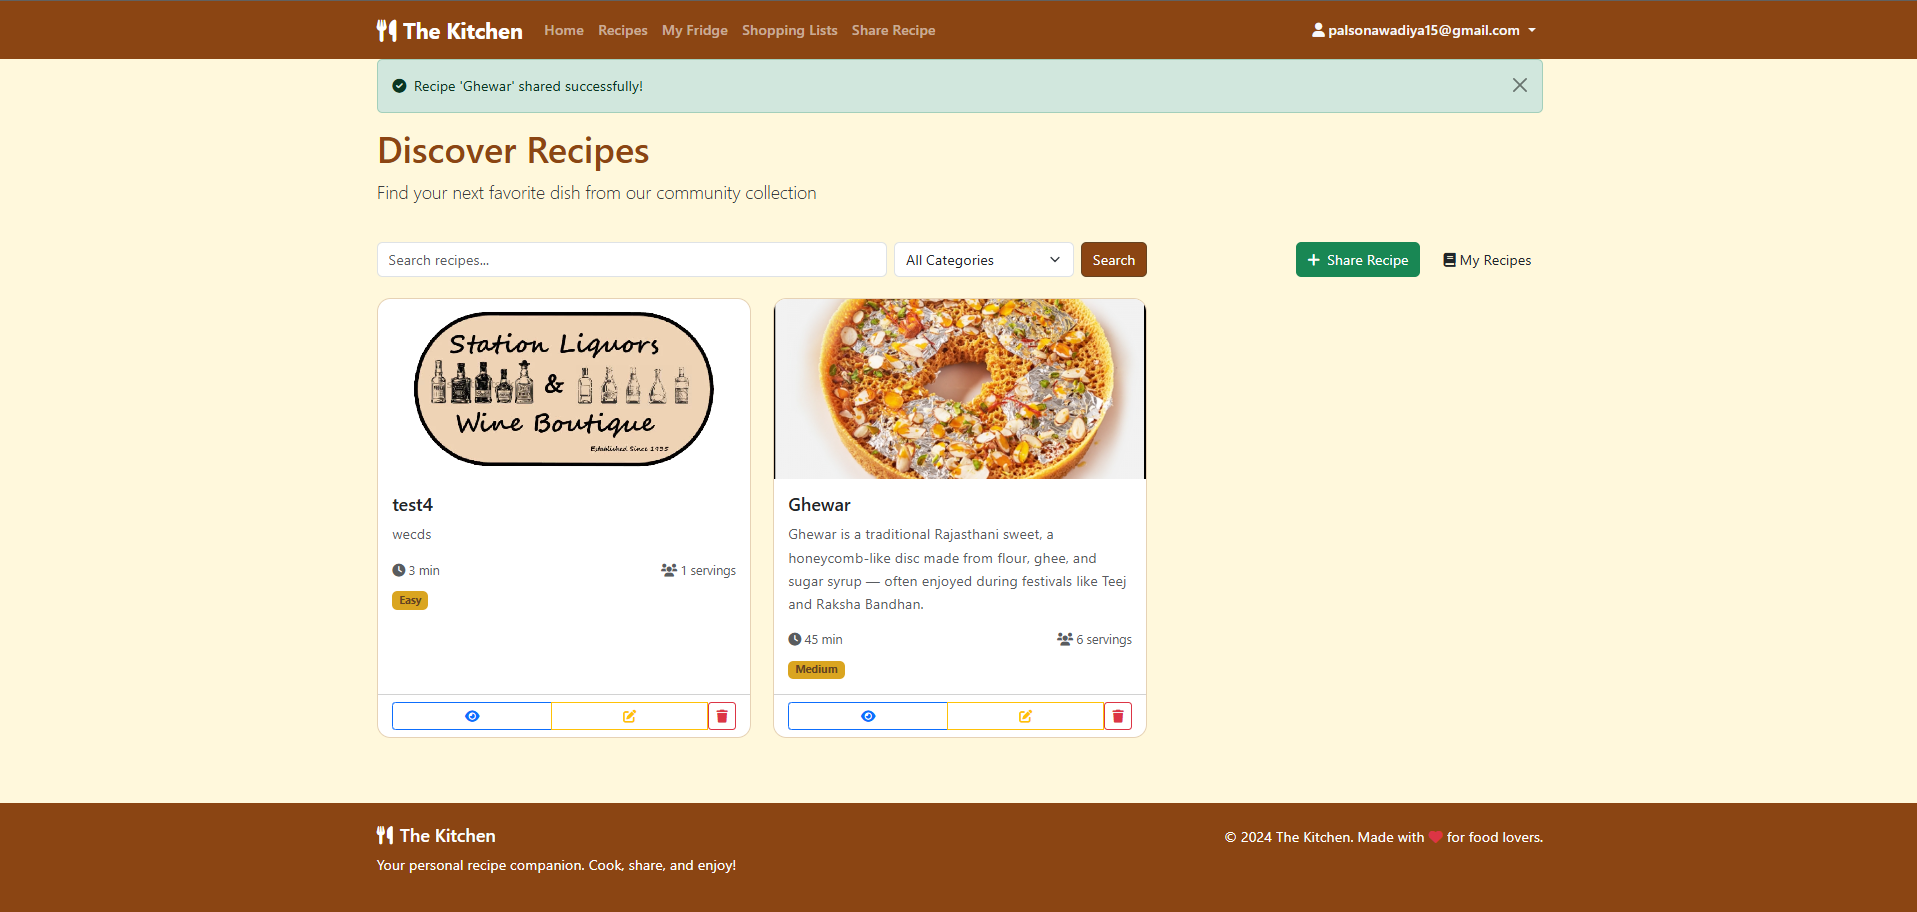 The Kitchen Home Recipes My Fridge Shopping Lists Share Recipe palsonawadiya15@gmail.com
Recipe 'Ghewar' shared successfully!
Discover Recipes
Find your next favorite dish from our community collection
Search recipes... All Categories Search + Share Recipe My Recipes
Station Liquors
&
Wine Boutique
Established Since 1935
test4
wecds
3 min 1 servings
Easy
Ghewar
Ghewar is a traditional Rajasthani sweet, a
honeycomb-like disc made from flour, ghee, and
sugar syrup — often enjoyed during festivals like Teej
and Raksha Bandhan.
45 min 6 servings
Medium
The Kitchen
Your personal recipe companion. Cook, share, and enjoy!
© 2024 The Kitchen. Made with ❤ for food lovers.